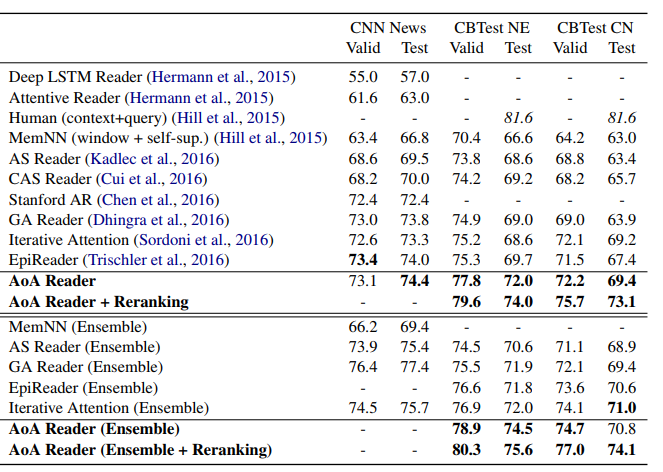 CNN News CBTest NE CBTest CN
Valid Test Valid Test Valid Test
Deep LSTM Reader (Hermann et al., 2015) 55.0 57.0 - - - -
Attentive Reader (Hermann et al., 2015) 61.6 63.0 - - - -
Human (context+query) (Hill et al., 2015) - - - 81.6 - 81.6
MemNN (window + self-sup.) (Hill et al., 2015) 63.4 66.8 70.4 66.6 64.2 63.0
AS Reader (Kadlec et al., 2016) 68.6 69.5 73.8 68.6 68.8 63.4
CAS Reader (Cui et al., 2016) 68.2 70.0 74.2 69.2 68.2 65.7
Stanford AR (Chen et al., 2016) 72.4 72.4 - - - -
GA Reader (Dhingra et al., 2016) 73.0 73.8 74.9 69.0 69.0 63.9
Iterative Attention (Sordoni et al., 2016) 72.6 73.3 75.2 68.6 72.1 69.2
EpiReader (Trischler et al., 2016) 73.4 74.0 75.3 69.7 71.5 67.4
AoA Reader 73.1 74.4 77.8 72.0 72.2 69.4
AoA Reader + Reranking - - 79.6 74.0 75.7 73.1
MemNN (Ensemble) 66.2 69.4 - - - -
AS Reader (Ensemble) 73.9 75.4 74.5 70.6 71.1 68.9
GA Reader (Ensemble) 76.4 77.4 75.5 71.9 72.1 69.4
EpiReader (Ensemble) - - 76.6 71.8 73.6 70.6
Iterative Attention (Ensemble) 74.5 75.7 76.9 72.0 74.1 71.0
AoA Reader (Ensemble) - - 78.9 74.5 74.7 70.8
AoA Reader (Ensemble + Reranking) - - 80.3 75.6 77.0 74.1